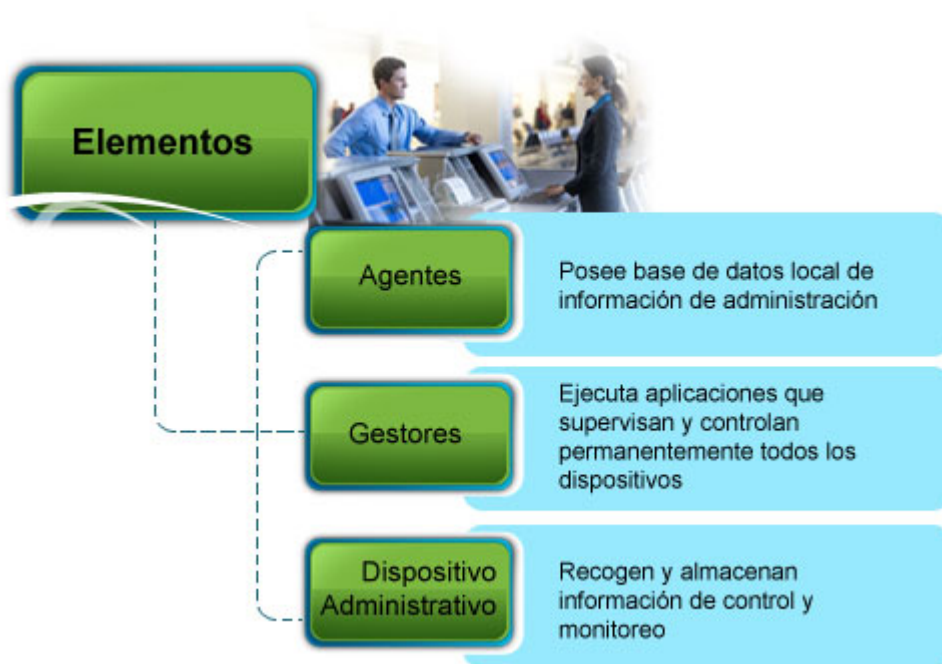 Elementos
Agentes
Posee base de datos local de
información de administración
Gestores
Ejecuta aplicaciones que
supervisan y controlan
permanentemente todos los
dispositivos
Dispositivo
Administrativo
Recogen y almacenan
información de control y
monitoreo